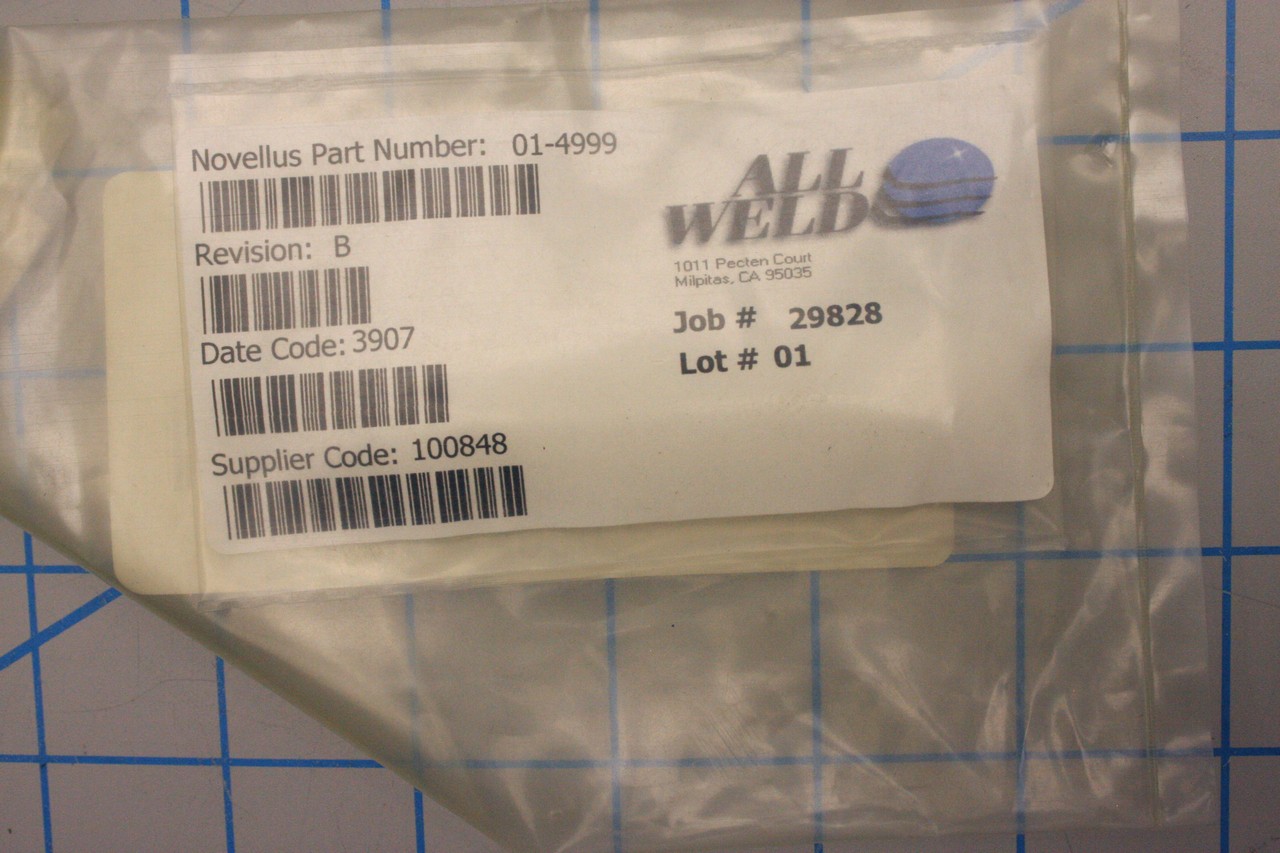 Novellus Part Number: 01-4999
Revision: B
Date Code: 3907
Supplier Code: 100848
ALL
WELD
1011 Pecten Court
Milpitas, CA 95035
Job # 29828
Lot # 01